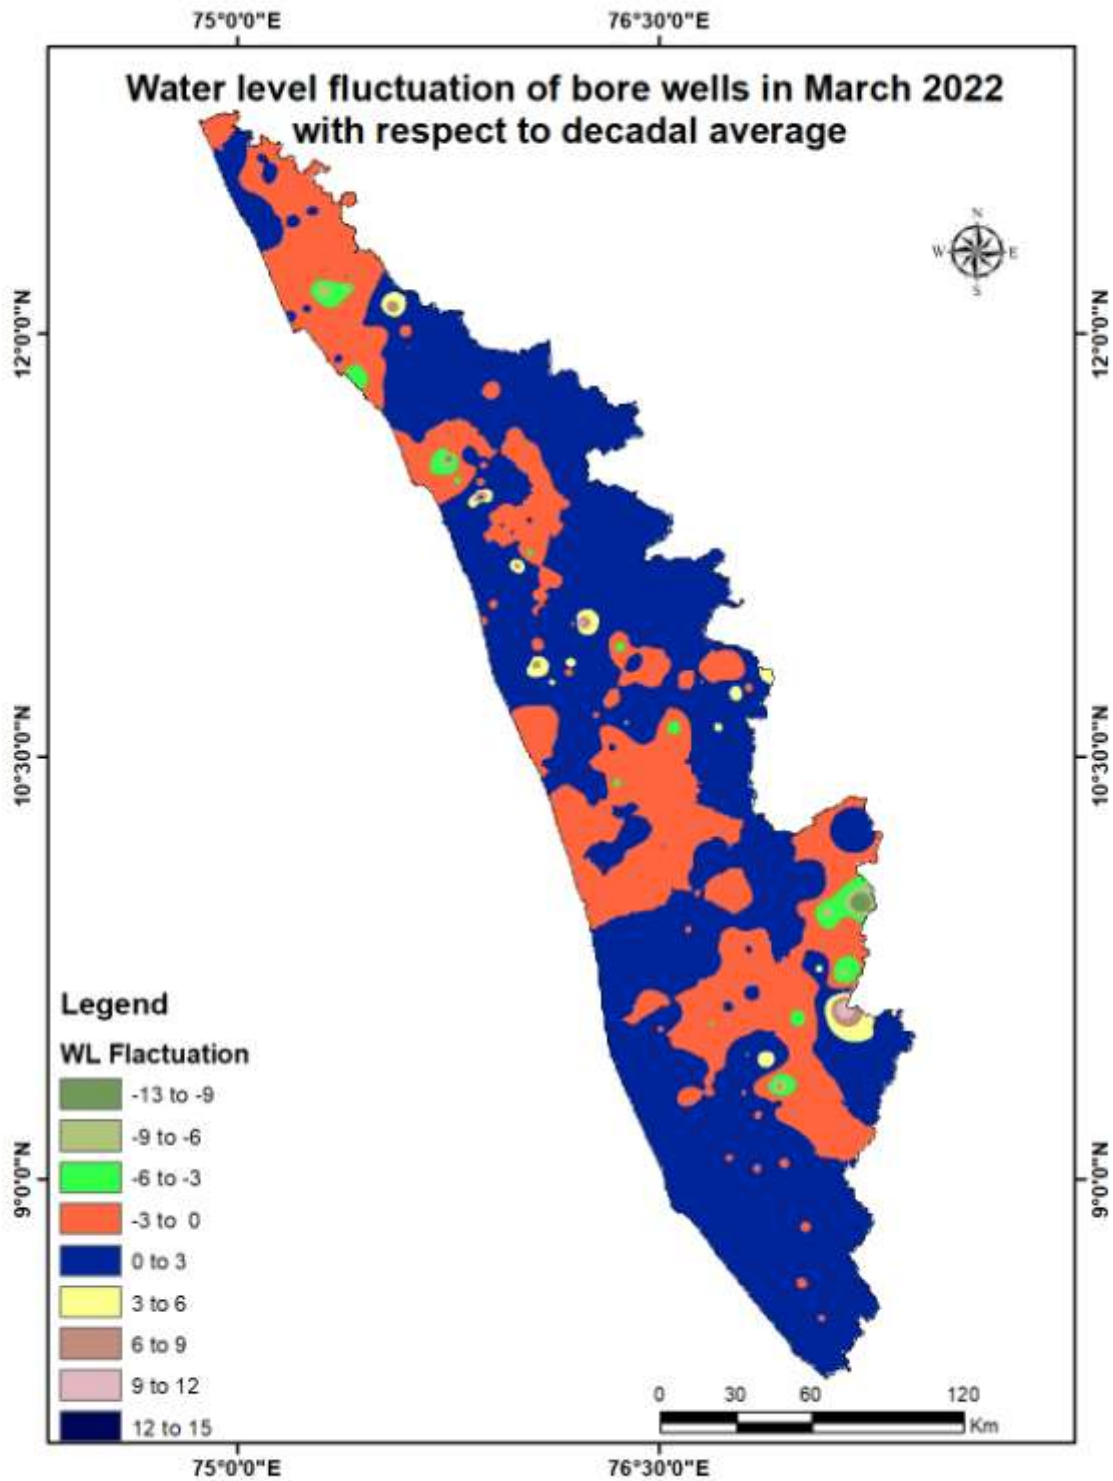 75°0'0"E 76°30'0"E
Water level fluctuation of bore wells in March 2022
with respect to decadal average
N
W E
S
12°0'0"N 12°0'0"N
10°30'0"N 10°30'0"N
Legend
WL Flactuation
-13 to -9
-9 to -6
-6 to -3
-3 to 0
0 to 3
3 to 6
6 to 9
9 to 12
12 to 15
9°0'0"N 9°0'0"N
0 30 60 120
Km
75°0'0"E 76°30'0"E